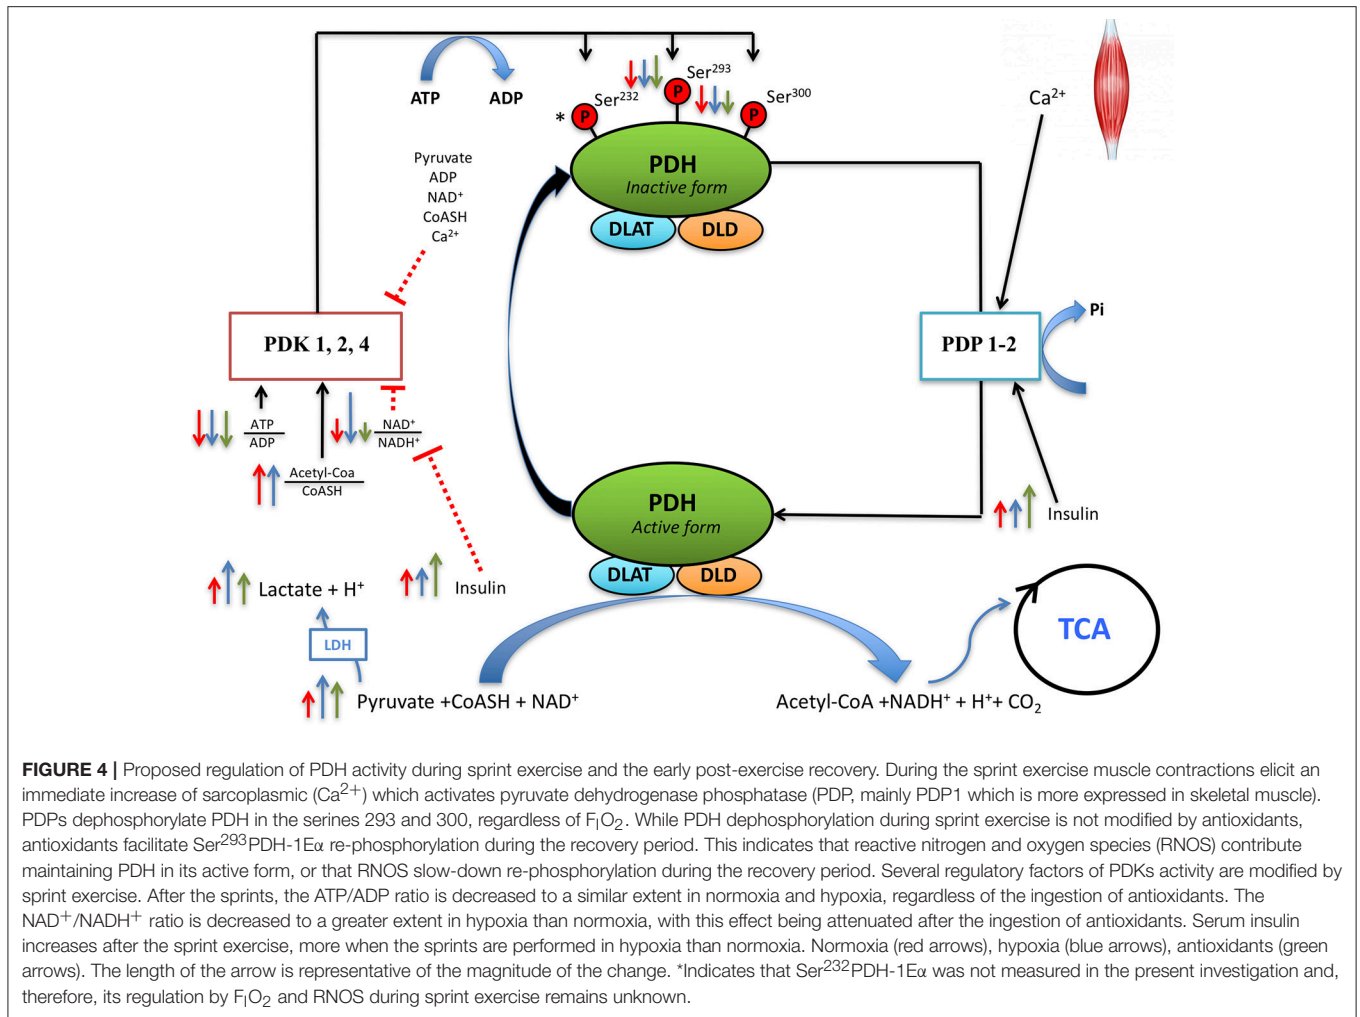 ATP
ADP
Ser²³²
Ser²⁹³
Ser³⁰⁰
*
P
P
P
PDH
Inactive form
DLAT
DLD
Ca²⁺
Pyruvate
ADP
NAD⁺
CoASH
Ca²⁺
PDK 1, 2, 4
PDP 1-2
Pi
ATP
ADP
NAD⁺
NADH⁺
Acetyl-Coa
CoASH
PDH
Active form
DLAT
DLD
Insulin
Insulin
Lactate + H⁺
LDH
TCA
Pyruvate +CoASH + NAD⁺
Acetyl-CoA +NADH⁺ + H⁺+ CO₂
FIGURE 4 | Proposed regulation of PDH activity during sprint exercise and the early post-exercise recovery. During the sprint exercise muscle contractions elicit an
immediate increase of sarcoplasmic (Ca²⁺) which activates pyruvate dehydrogenase phosphatase (PDP, mainly PDP1 which is more expressed in skeletal muscle).
PDPs dephosphorylate PDH in the serines 293 and 300, regardless of FIO₂. While PDH dephosphorylation during sprint exercise is not modified by antioxidants,
antioxidants facilitate Ser²⁹³PDH-1Eα re-phosphorylation during the recovery period. This indicates that reactive nitrogen and oxygen species (RNOS) contribute
maintaining PDH in its active form, or that RNOS slow-down re-phosphorylation during the recovery period. Several regulatory factors of PDKs activity are modified by
sprint exercise. After the sprints, the ATP/ADP ratio is decreased to a similar extent in normoxia and hypoxia, regardless of the ingestion of antioxidants. The
NAD⁺/NADH⁺ ratio is decreased to a greater extent in hypoxia than normoxia, with this effect being attenuated after the ingestion of antioxidants. Serum insulin
increases after the sprint exercise, more when the sprints are performed in hypoxia than normoxia. Normoxia (red arrows), hypoxia (blue arrows), antioxidants (green
arrows). The length of the arrow is representative of the magnitude of the change. *Indicates that Ser²³²PDH-1Eα was not measured in the present investigation and,
therefore, its regulation by FIO₂ and RNOS during sprint exercise remains unknown.